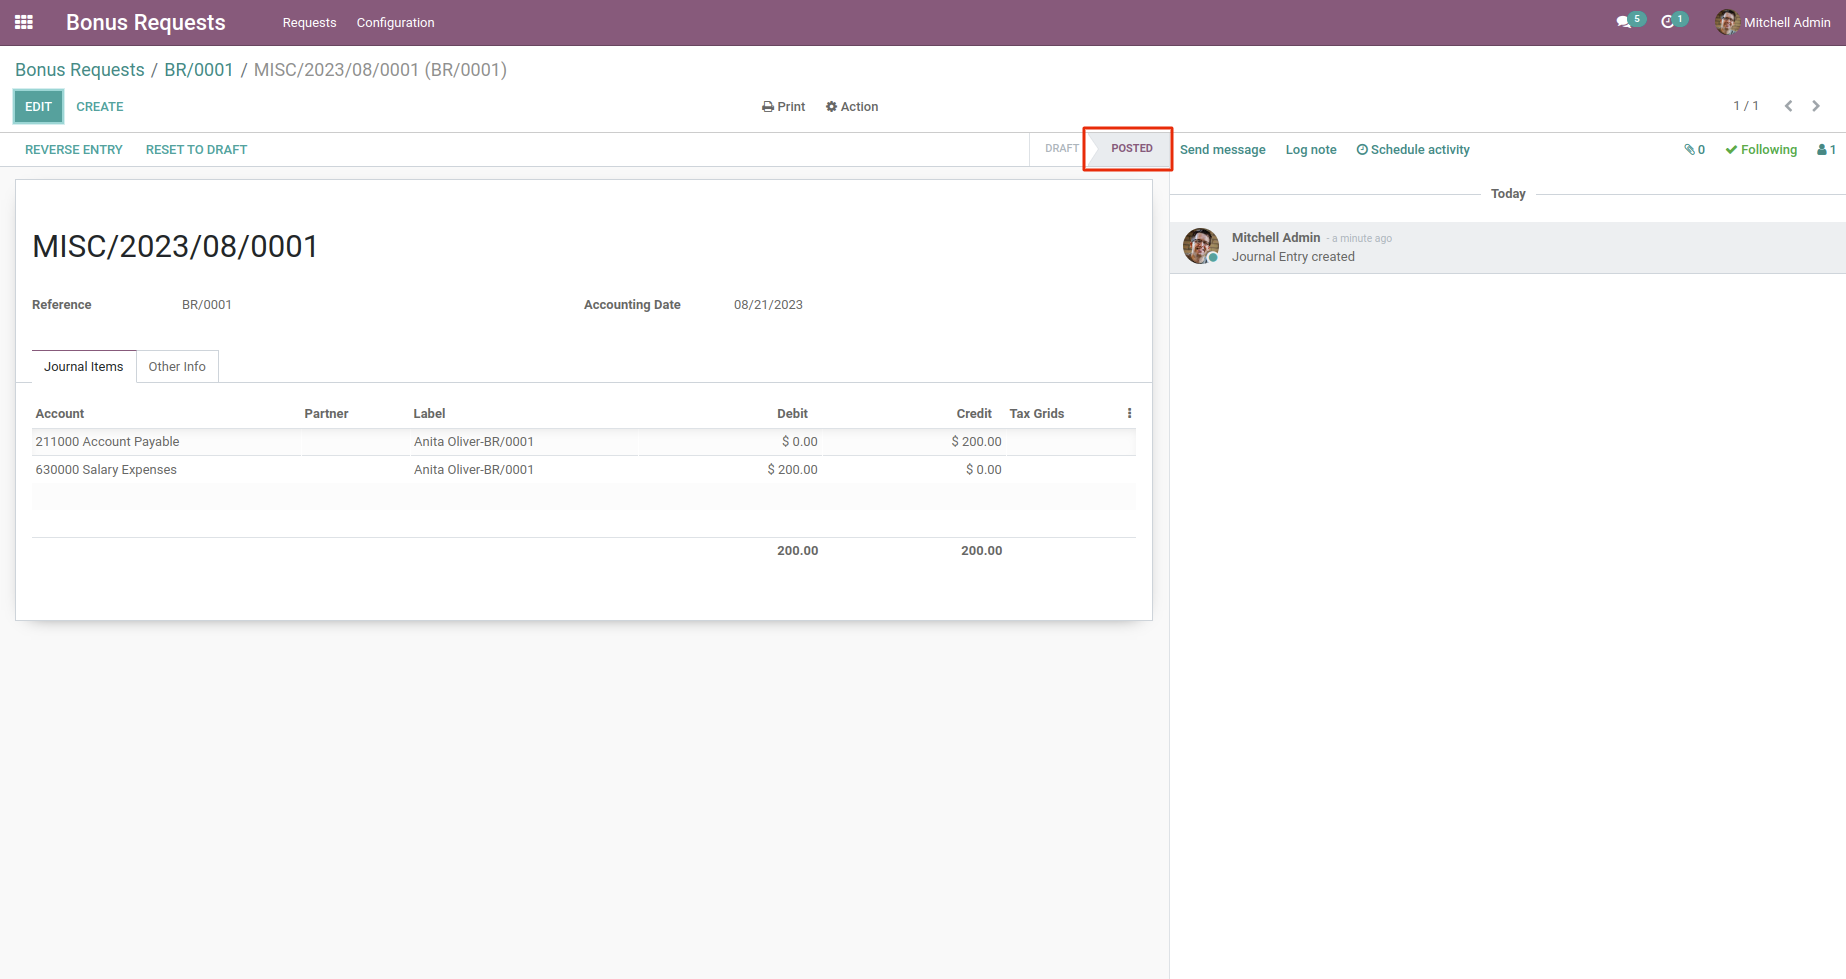 Bonus Requests Requests Configuration 5 1 Mitchell Admin
Bonus Requests / BR/0001 / MISC/2023/08/0001 (BR/0001)
EDIT CREATE Print Action 1 / 1
REVERSE ENTRY RESET TO DRAFT DRAFT POSTED Send message Log note Schedule activity 0 Following 1
Today
Mitchell Admin - a minute ago
Journal Entry created
MISC/2023/08/0001
Reference BR/0001 Accounting Date 08/21/2023
Journal Items Other Info
Account Partner Label Debit Credit Tax Grids
211000 Account Payable Anita Oliver-BR/0001 $ 0.00 $ 200.00
630000 Salary Expenses Anita Oliver-BR/0001 $ 200.00 $ 0.00
200.00 200.00